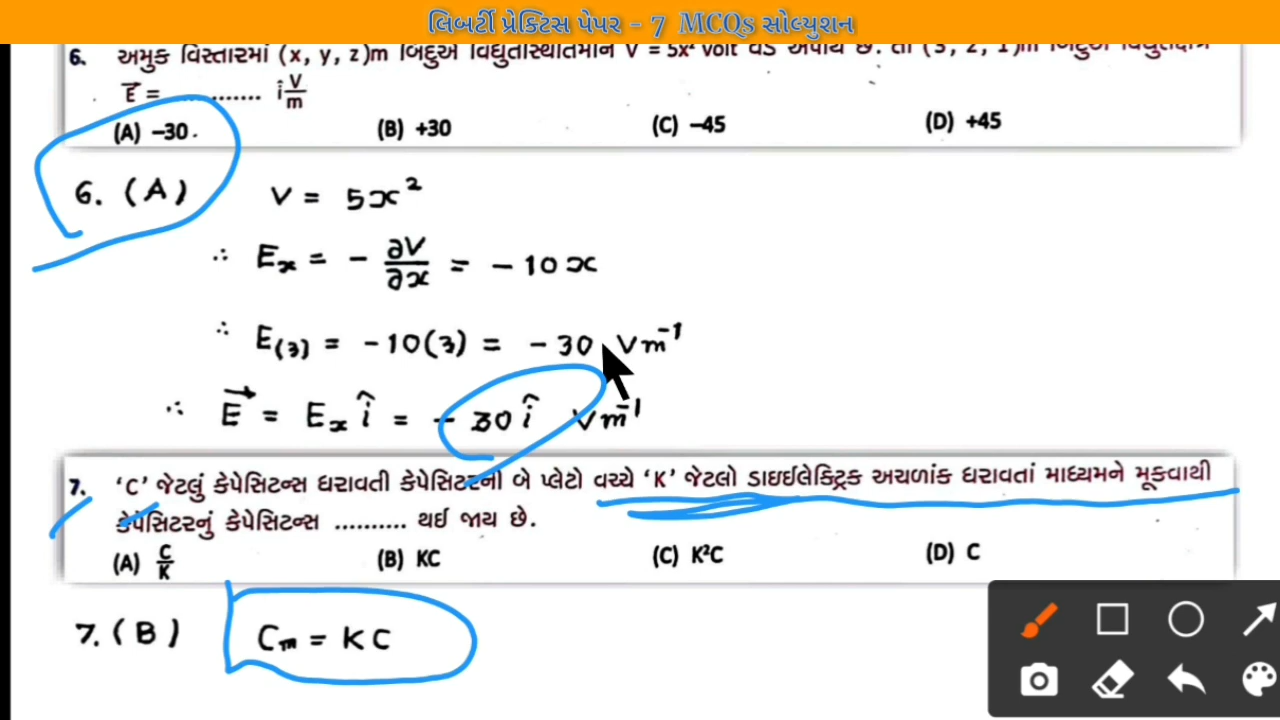 લિબર્ટી પ્રેક્ટિસ પેપર - 7 MCQs સોલ્યુશન
6. અમુક વિસ્તારમાં (x, y, z)m બિંદુએ વિદ્યુતસ્થિતિમાન V = 5x² volt વડે અપાય છે. તો (3, 2, 1)m બિંદુએ વિદ્યુતક્ષેત્ર
E⃗ = ............ î V/m
(A) –30. (B) +30 (C) –45 (D) +45
6. (A) V = 5x²
∴ Eₓ = - ∂V/∂x = - 10x
∴ E₍₃₎ = -10(3) = - 30 Vm⁻¹
∴ E⃗ = Eₓ î = - 30 î Vm⁻¹
7. ‘C’ જેટલું કેપેસિટન્સ ધરાવતી કેપેસિટરની બે પ્લેટો વચ્ચે ‘K’ જેટલો ડાઇઇલેક્ટ્રિક અચળાંક ધરાવતાં માધ્યમને મૂકવાથી
કેપેસિટરનું કેપેસિટન્સ .......... થઈ જાય છે.
(A) C/K (B) KC (C) K²C (D) C
7. (B) Cₘ = KC